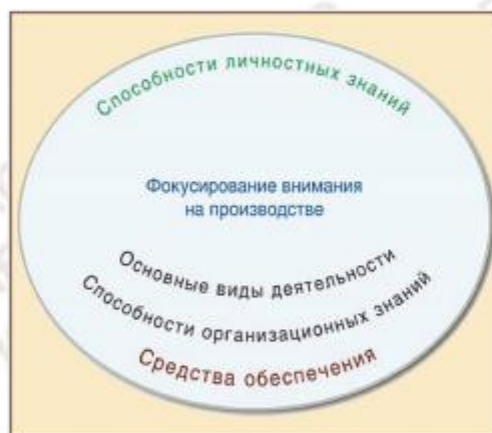 Способности личностных знаний
Фокусирование внимания
на производстве
Основные виды деятельности
Способности организационных знаний
Средства обеспечения